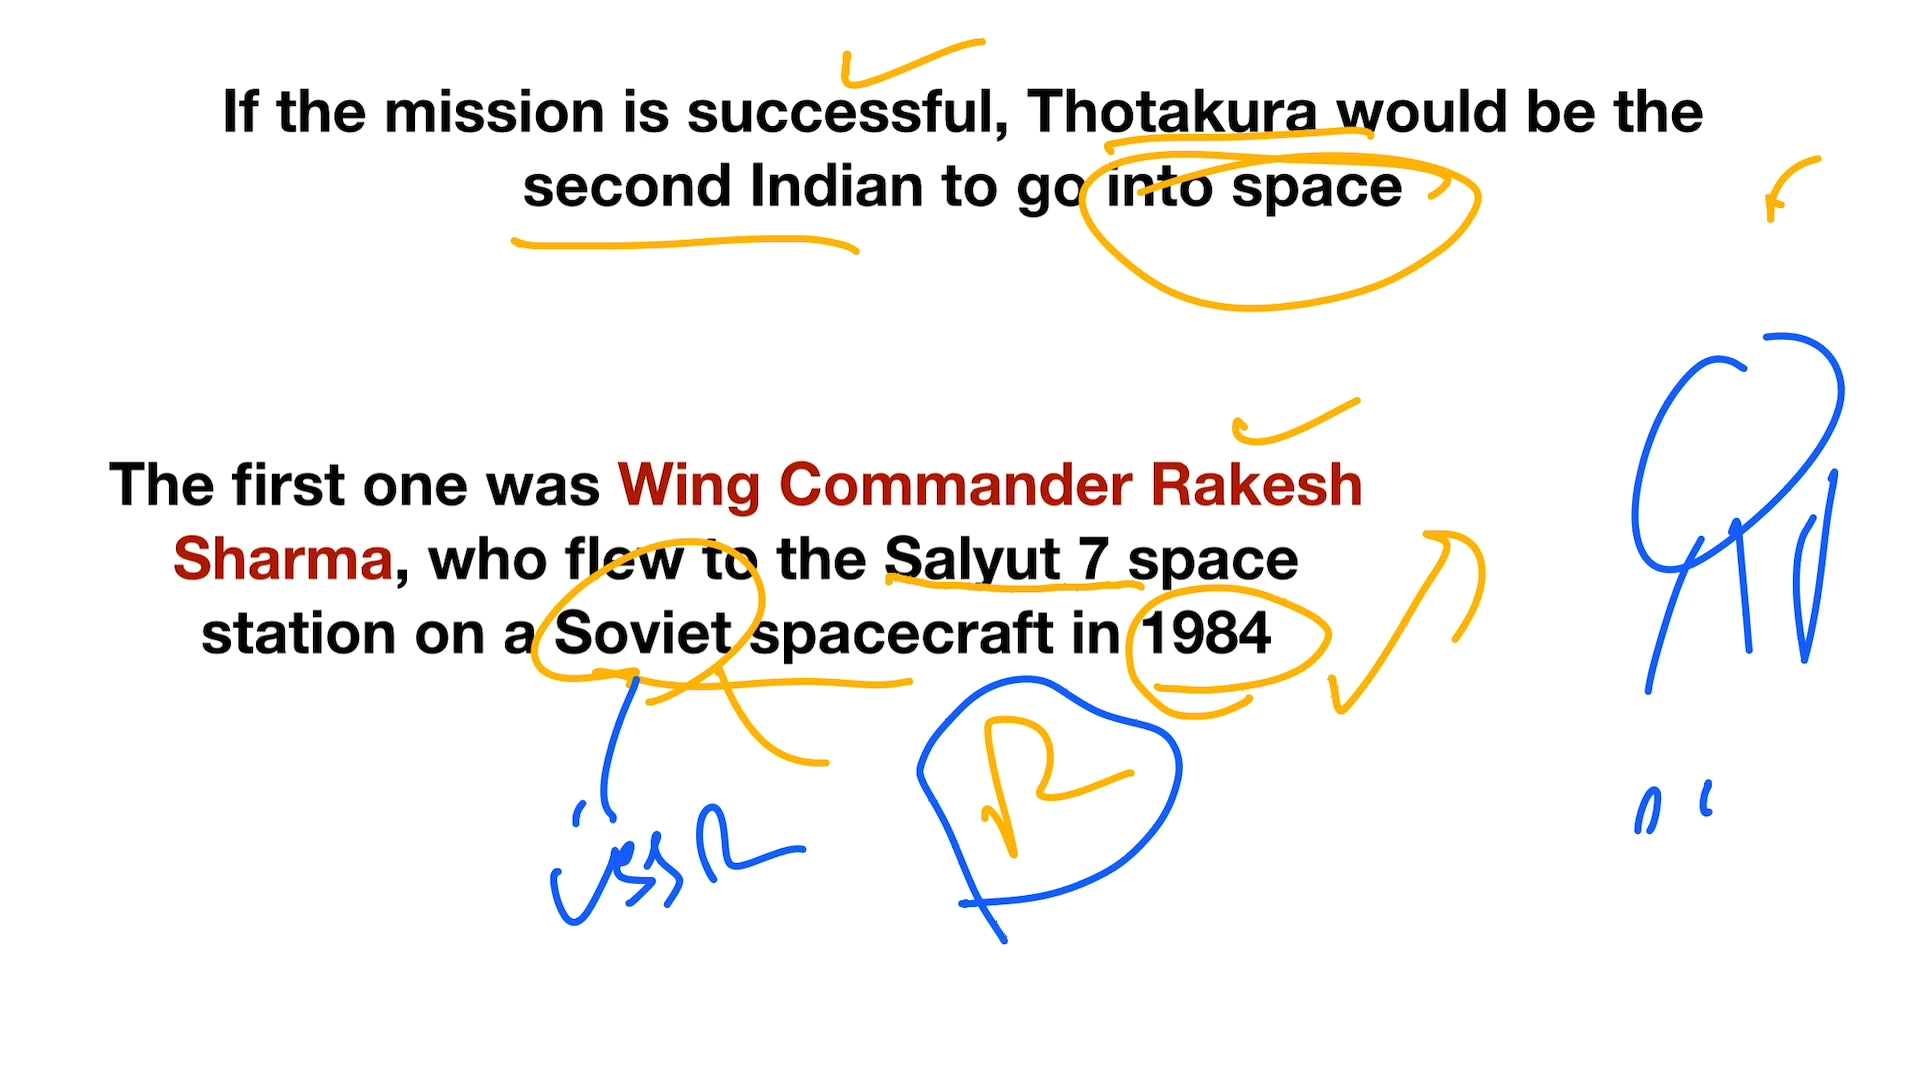 If the mission is successful, Thotakura would be the
second Indian to go into space
The first one was Wing Commander Rakesh
Sharma, who flew to the Salyut 7 space
station on a Soviet spacecraft in 1984
USSR
R